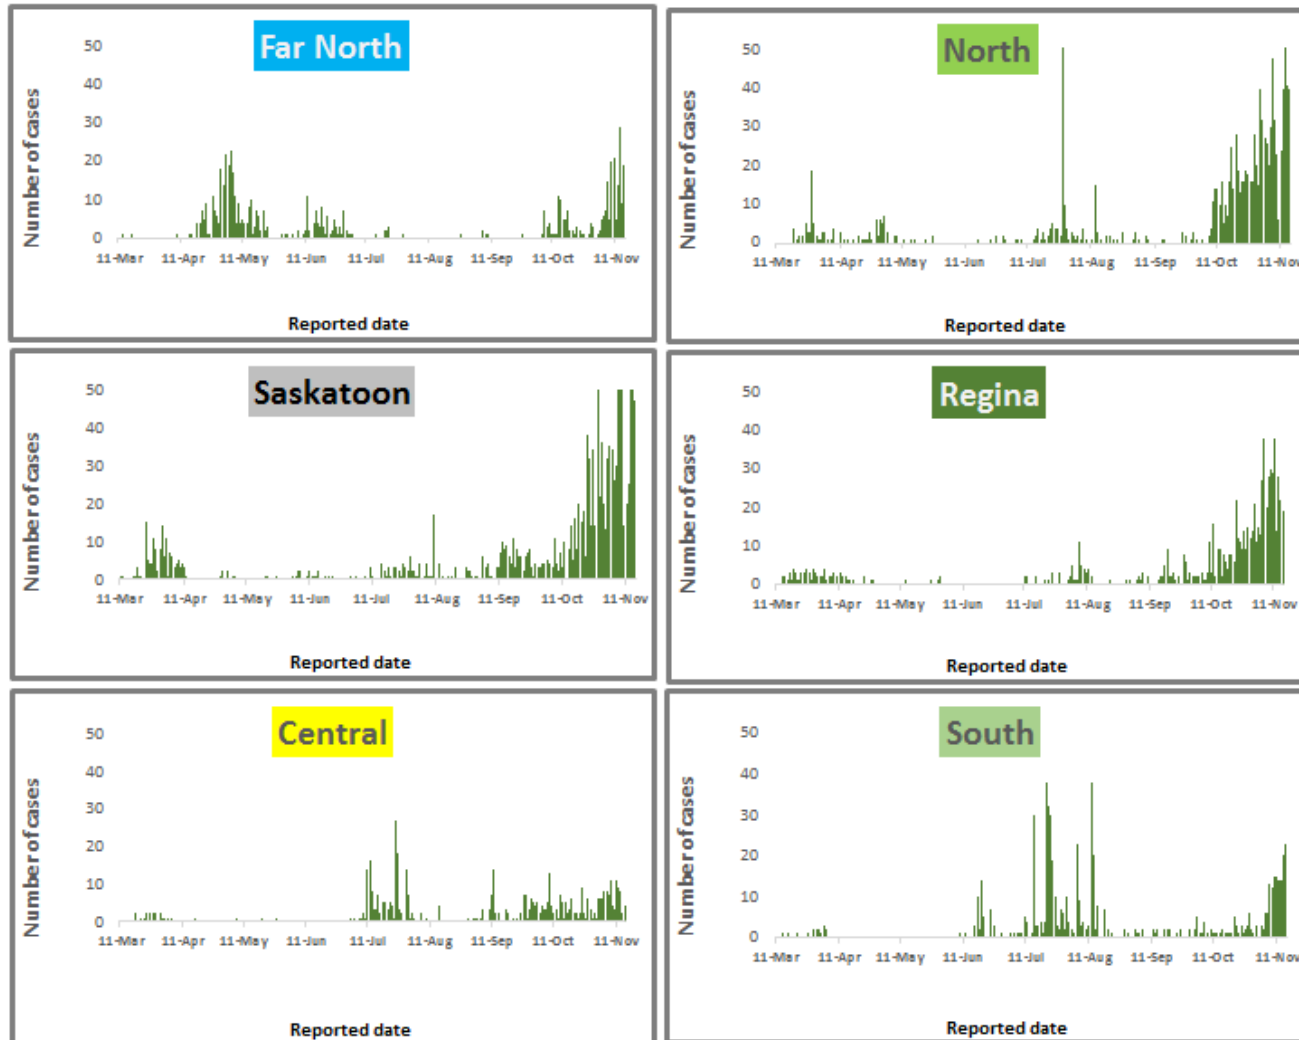 Far North
50
40
30
20
10
0
Number of cases
11-Mar 11-Apr 11-May 11-Jun 11-Jul 11-Aug 11-Sep 11-Oct 11-Nov
Reported date
North
50
40
30
20
10
0
Number of cases
11-Mar 11-Apr 11-May 11-Jun 11-Jul 11-Aug 11-Sep 11-Oct 11-Nov
Reported date
Saskatoon
50
40
30
20
10
0
Number of cases
11-Mar 11-Apr 11-May 11-Jun 11-Jul 11-Aug 11-Sep 11-Oct 11-Nov
Reported date
Regina
50
40
30
20
10
0
Number of cases
11-Mar 11-Apr 11-May 11-Jun 11-Jul 11-Aug 11-Sep 11-Oct 11-Nov
Reported date
Central
50
40
30
20
10
0
Number of cases
11-Mar 11-Apr 11-May 11-Jun 11-Jul 11-Aug 11-Sep 11-Oct 11-Nov
Reported date
South
50
40
30
20
10
0
Number of cases
11-Mar 11-Apr 11-May 11-Jun 11-Jul 11-Aug 11-Sep 11-Oct 11-Nov
Reported date